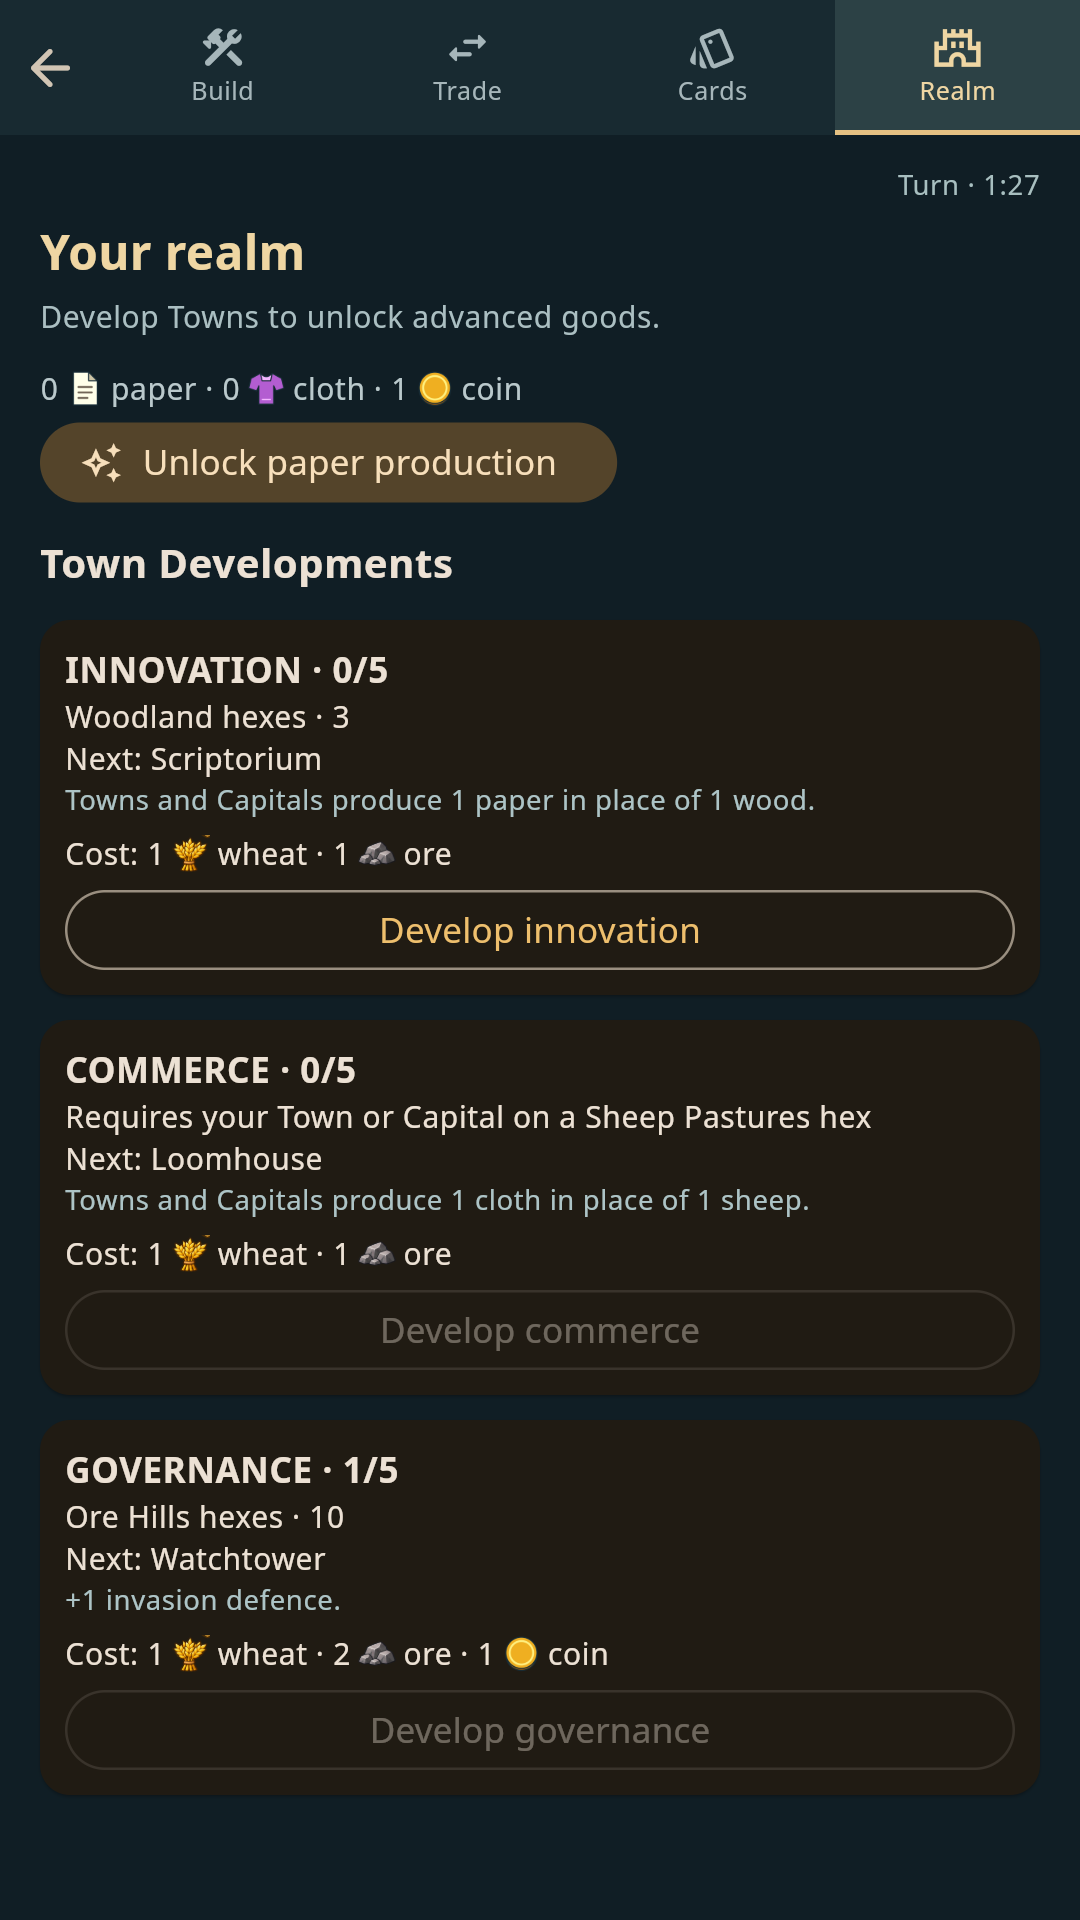 Build
Trade
Cards
Realm
Turn · 1:27
Your realm
Develop Towns to unlock advanced goods.
0 📄 paper · 0 👚 cloth · 1 🟡 coin
Unlock paper production
Town Developments
INNOVATION · 0/5
Woodland hexes · 3
Next: Scriptorium
Towns and Capitals produce 1 paper in place of 1 wood.
Cost: 1 🌾 wheat · 1 🪨 ore
Develop innovation
COMMERCE · 0/5
Requires your Town or Capital on a Sheep Pastures hex
Next: Loomhouse
Towns and Capitals produce 1 cloth in place of 1 sheep.
Cost: 1 🌾 wheat · 1 🪨 ore
Develop commerce
GOVERNANCE · 1/5
Ore Hills hexes · 10
Next: Watchtower
+1 invasion defence.
Cost: 1 🌾 wheat · 2 🪨 ore · 1 🟡 coin
Develop governance